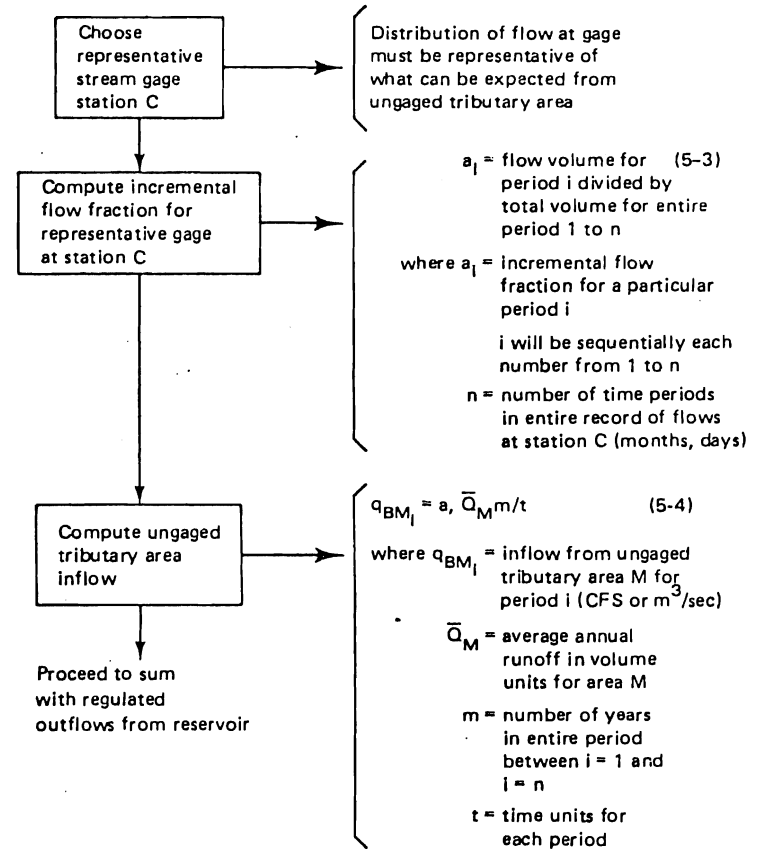 Choose
representative
stream gage
station C
Distribution of flow at gage
must be representative of
what can be expected from
ungaged tributary area
Compute incremental
flow fraction for
representative gage
at station C
aᵢ = flow volume for (5-3)
period i divided by
total volume for entire
period 1 to n
where aᵢ = incremental flow
fraction for a particular
period i
i will be sequentially each
number from 1 to n
n = number of time periods
in entire record of flows
at station C (months, days)
Compute ungaged
tributary area
inflow
q_BMᵢ = a, Q̅_M m/t (5-4)
where q_BMᵢ = inflow from ungaged
tributary area M for
period i (CFS or m³/sec)
Q̅_M = average annual
runoff in volume
units for area M
m = number of years
in entire period
between i = 1 and
i = n
t = time units for
each period
Proceed to sum
with regulated
outflows from reservoir